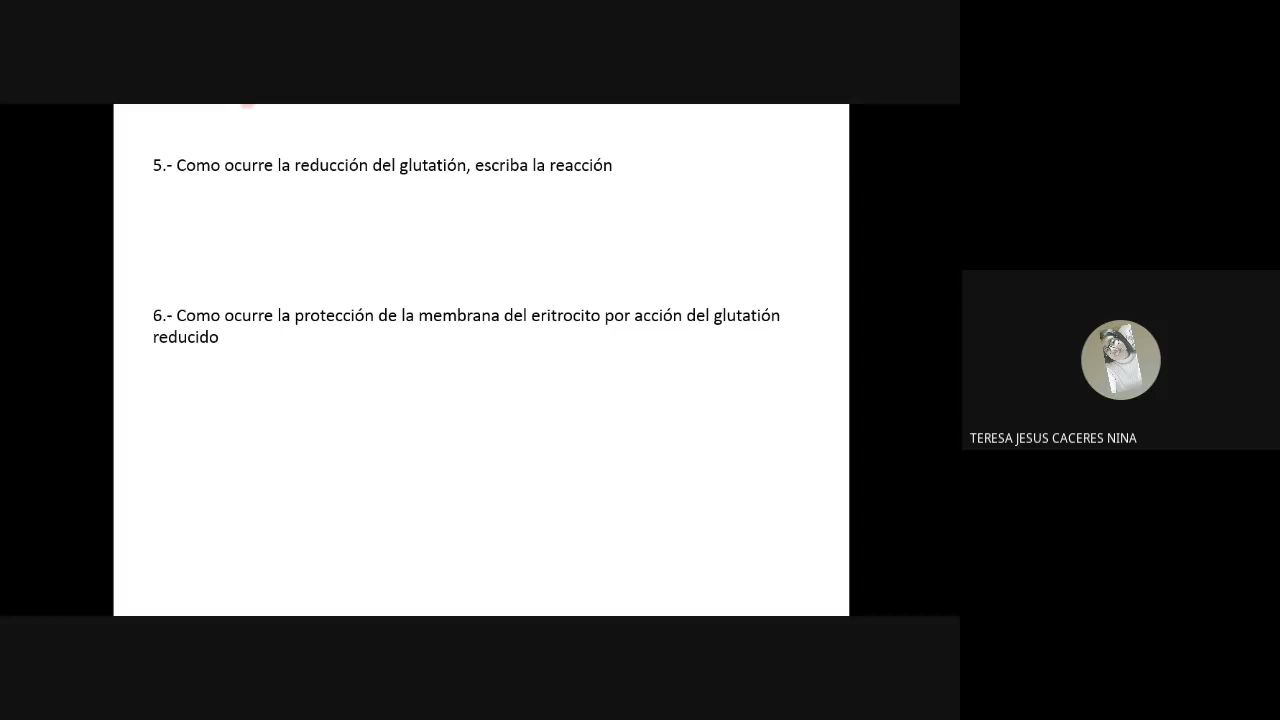 5.- Como ocurre la reducción del glutatión, escriba la reacción
6.- Como ocurre la protección de la membrana del eritrocito por acción del glutatión
reducido
TERESA JESUS CACERES NINA